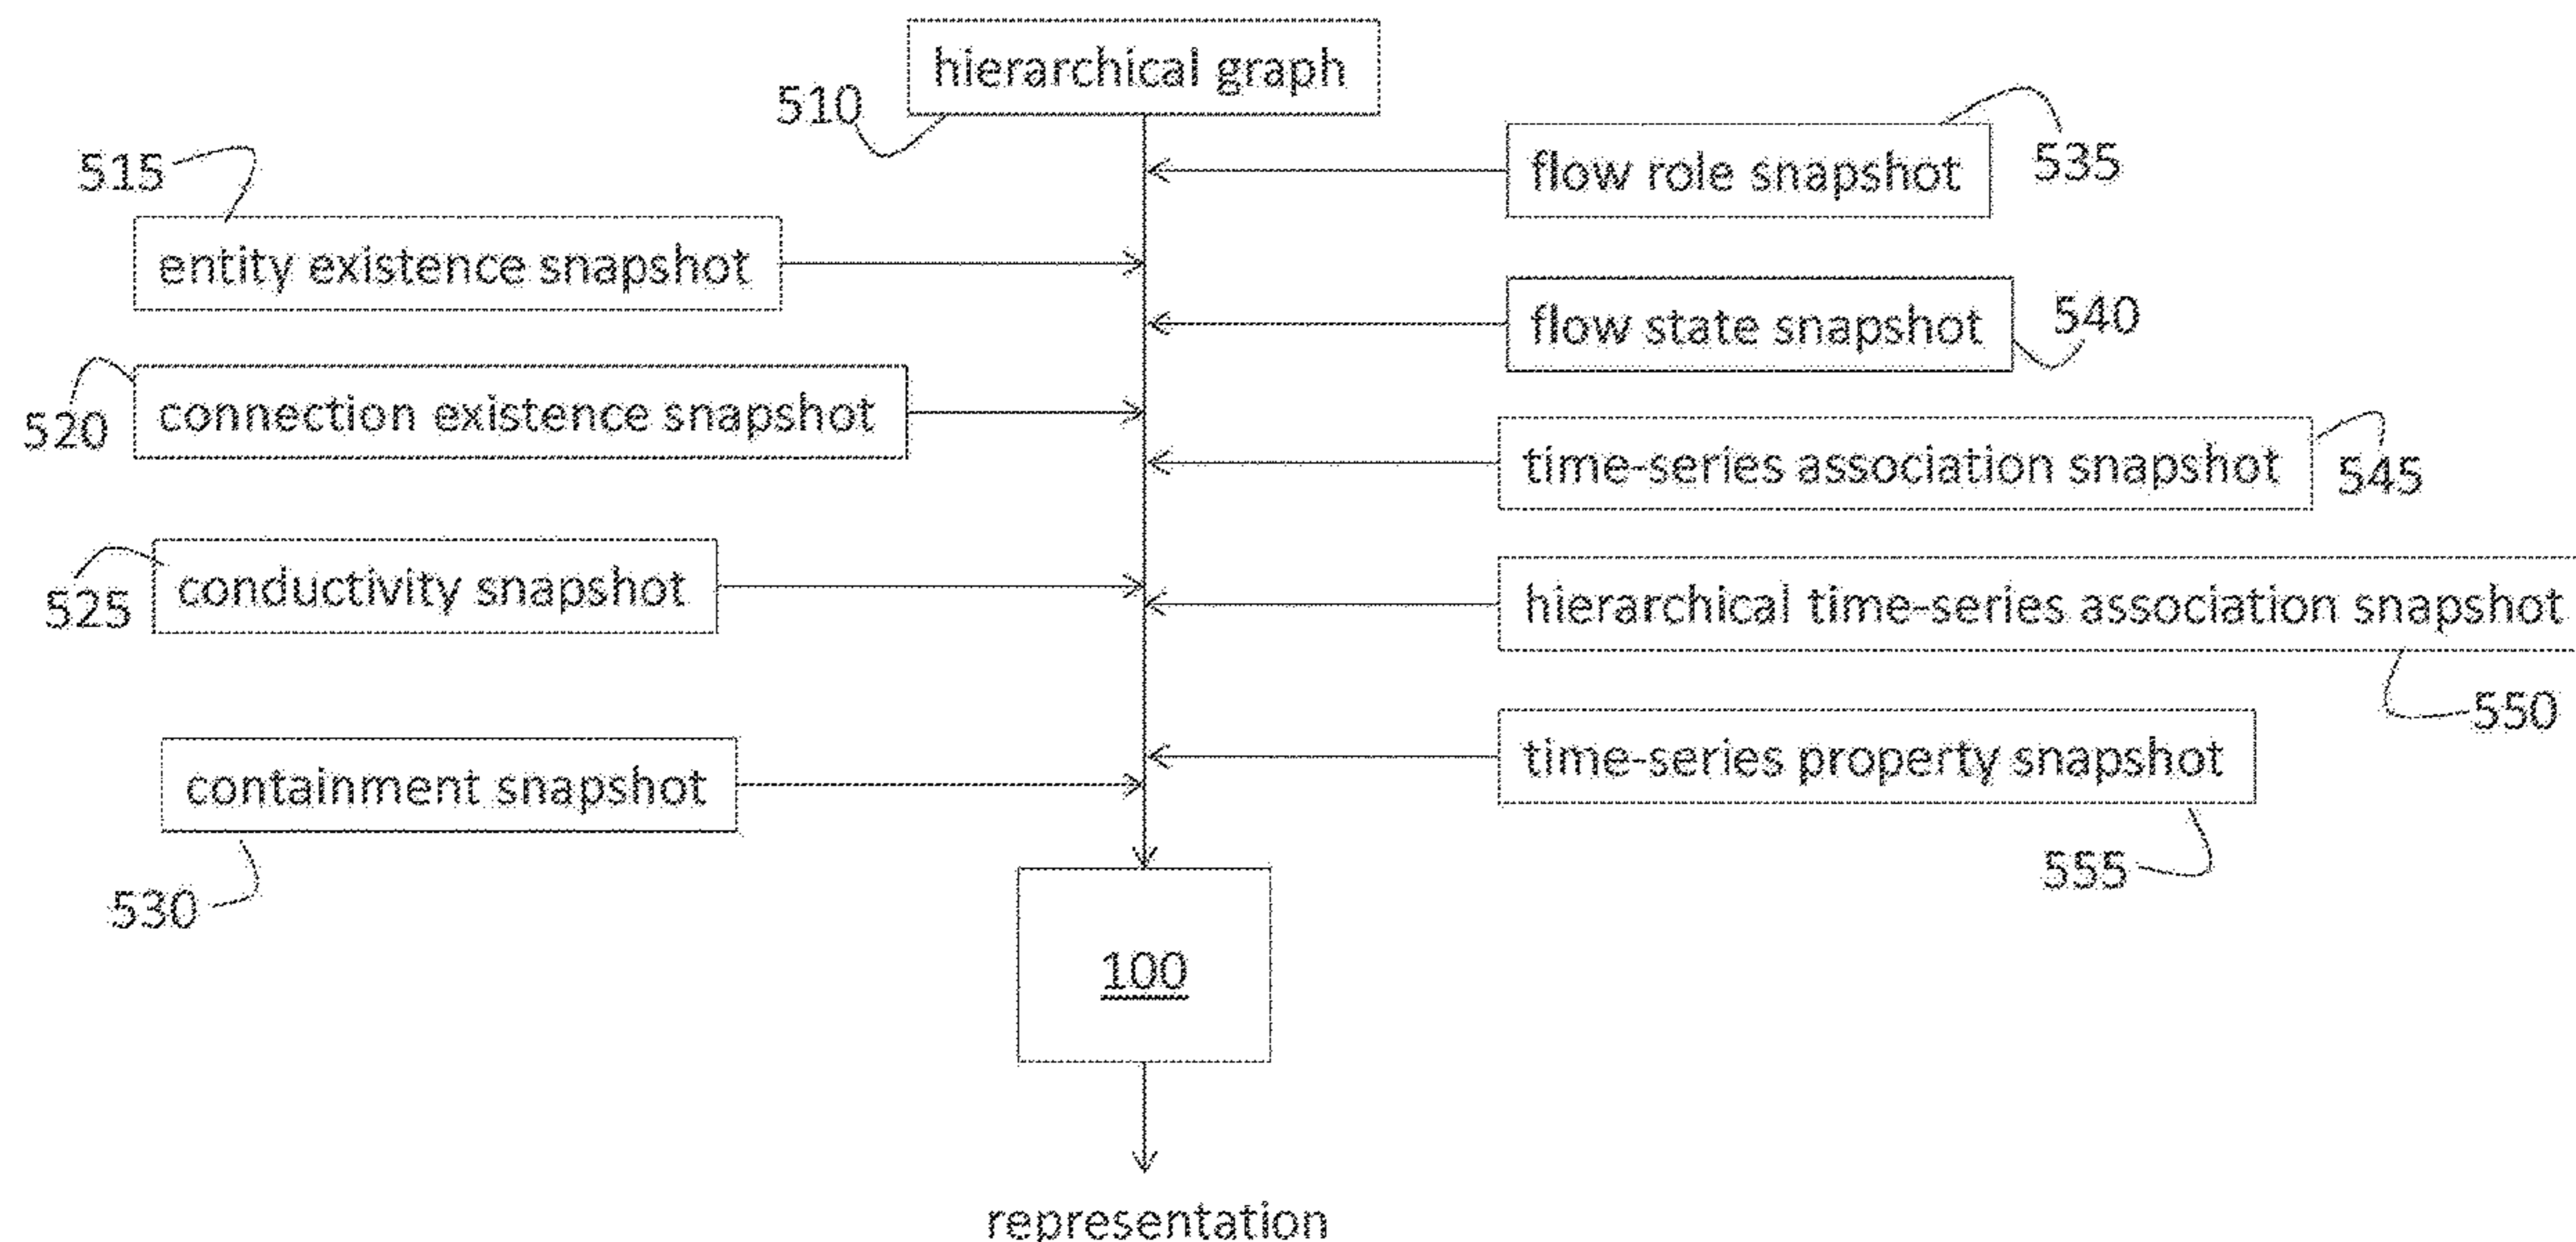 hierarchical graph
510
flow role snapshot
535
515
entity existence snapshot
flow state snapshot
540
520
connection existence snapshot
time-series association snapshot
545
525
conductivity snapshot
hierarchical time-series association snapshot
550
containment snapshot
530
time-series property snapshot
555
100
representation